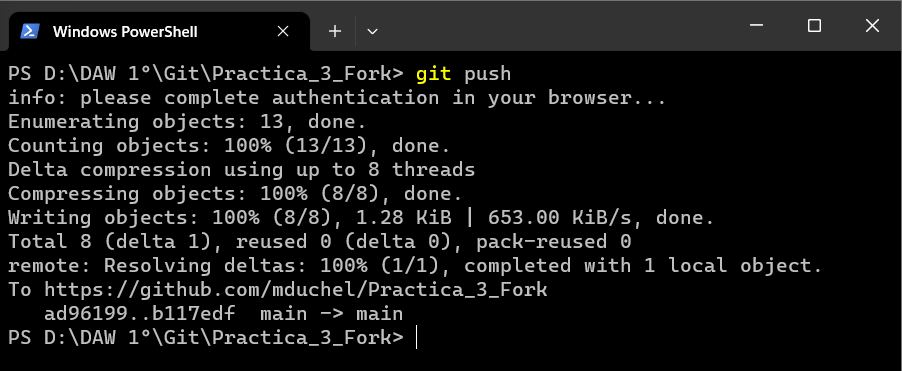 Windows PowerShell
PS D:\DAW 1º\Git\Practica_3_Fork> git push
info: please complete authentication in your browser...
Enumerating objects: 13, done.
Counting objects: 100% (13/13), done.
Delta compression using up to 8 threads
Compressing objects: 100% (8/8), done.
Writing objects: 100% (8/8), 1.28 KiB | 653.00 KiB/s, done.
Total 8 (delta 1), reused 0 (delta 0), pack-reused 0
remote: Resolving deltas: 100% (1/1), completed with 1 local object.
To https://github.com/mduchel/Practica_3_Fork
   ad96199..b117edf  main -> main
PS D:\DAW 1º\Git\Practica_3_Fork>